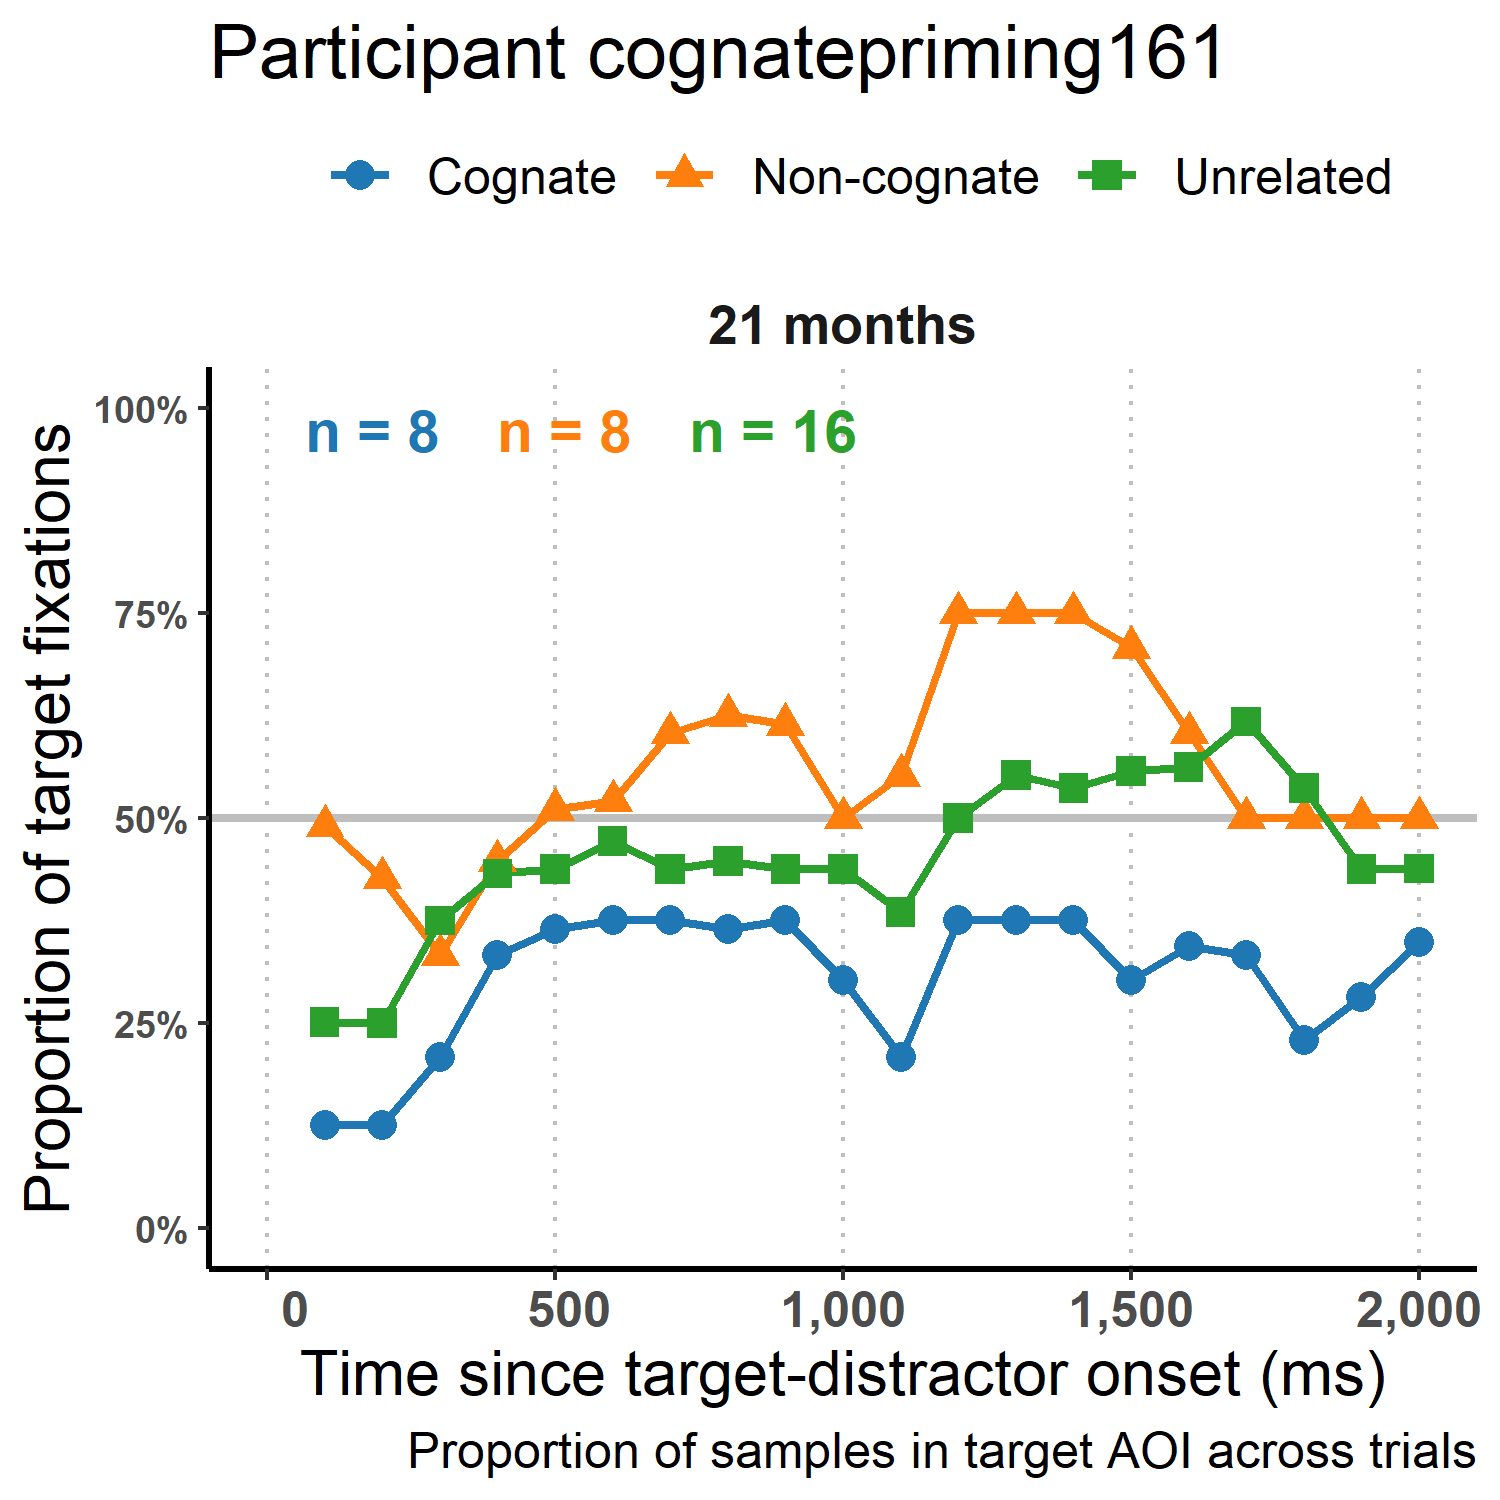 Participant cognatepriming161
Cognate Non-cognate Unrelated
21 months
n = 8 n = 8 n = 16
100%
75%
50%
25%
0%
Proportion of target fixations
0 500 1,000 1,500 2,000
Time since target-distractor onset (ms)
Proportion of samples in target AOI across trials